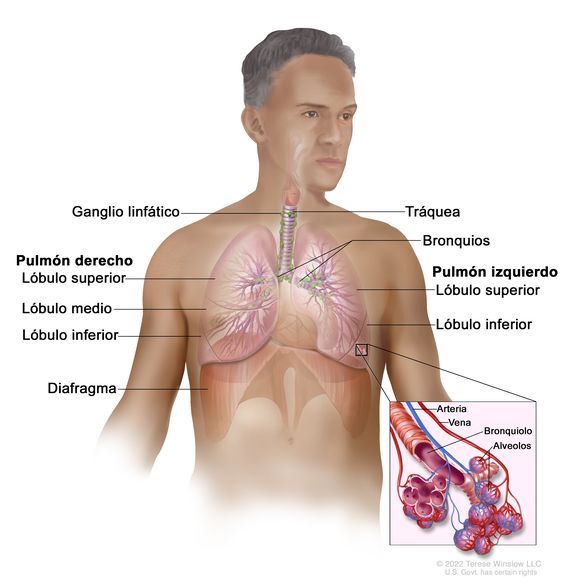 Ganglio linfático
Tráquea
Bronquios
Pulmón derecho
Lóbulo superior
Lóbulo medio
Lóbulo inferior
Diafragma
Pulmón izquierdo
Lóbulo superior
Lóbulo inferior
Arteria
Vena
Bronquiolo
Alveolos
© 2022 Terese Winslow LLC
U.S. Govt. has certain rights